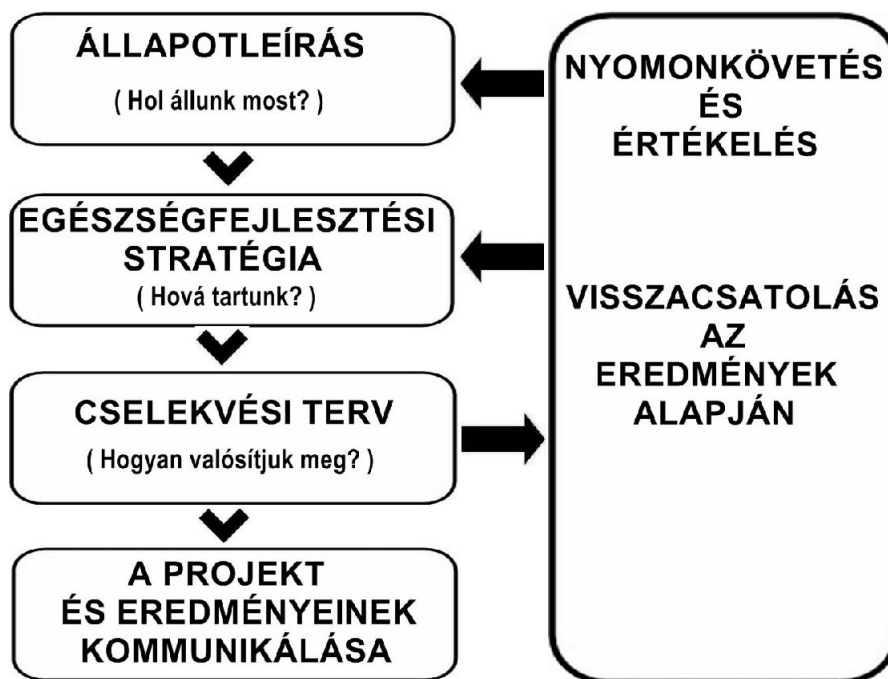 ÁLLAPOTLEÍRÁS
( Hol állunk most? )
EGÉSZSÉGFEJLESZTÉSI
STRATÉGIA
( Hová tartunk? )
CSELEKVÉSI TERV
( Hogyan valósítjuk meg? )
A PROJEKT
ÉS EREDMÉNYEINEK
KOMMUNIKÁLÁSA
NYOMONKÖVETÉS
ÉS
ÉRTÉKELÉS
VISSZACSATOLÁS
AZ
EREDMÉNYEK
ALAPJÁN